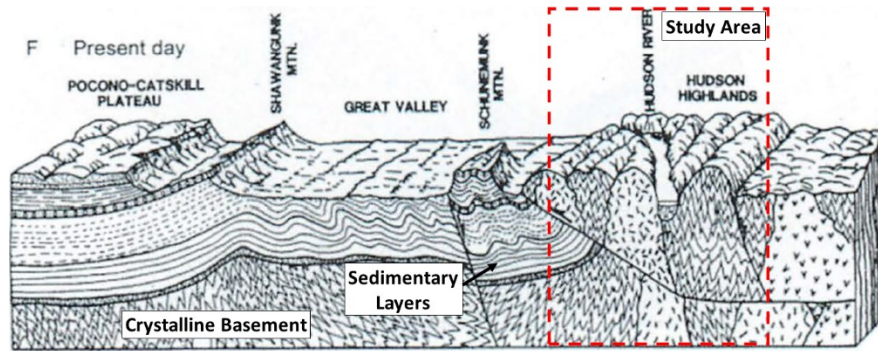 F Present day
POCONO-CATSKILL
PLATEAU
SHAWANGUNK
MTN.
GREAT VALLEY
SCHUNEMUNK
MTN.
Study Area
HUDSON RIVER
HUDSON
HIGHLANDS
Sedimentary
Layers
Crystalline Basement